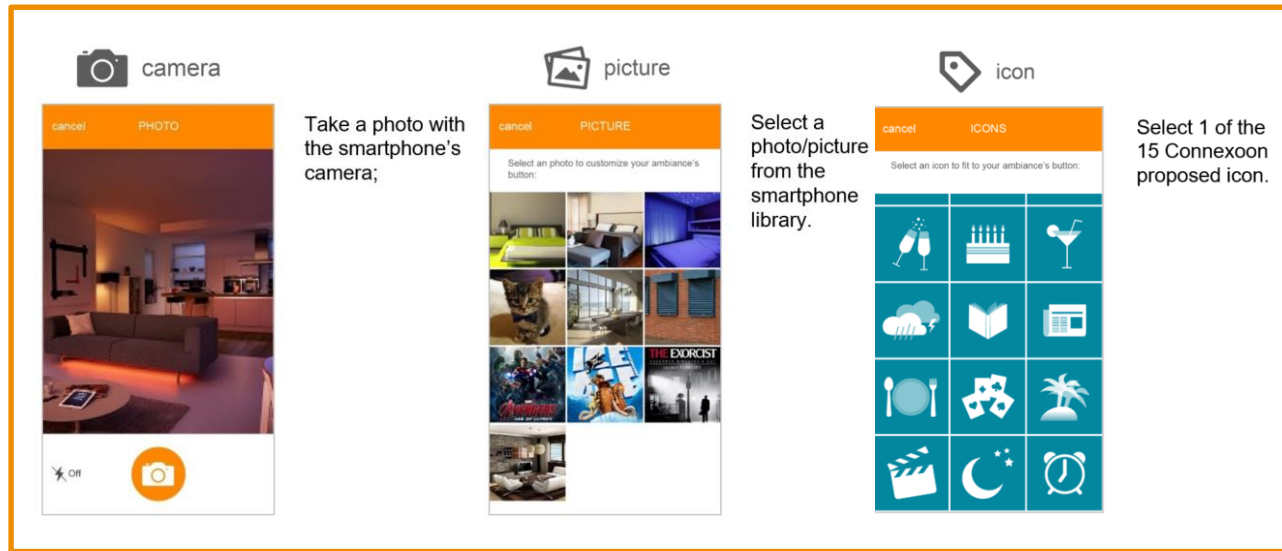 camera
PHOTO
cancel
Off
Take a photo with
the smartphone's
camera;
picture
cancel
PICTURE
Select an photo to customize your ambiance's
button:
THE EXORCIST
AVENGERS
Select a
photo/picture
from the
smartphone
library.
icon
cancel
ICONS
Select an icon to fit to your ambiance's button:
Select 1 of the
15 Connexoon
proposed icon.